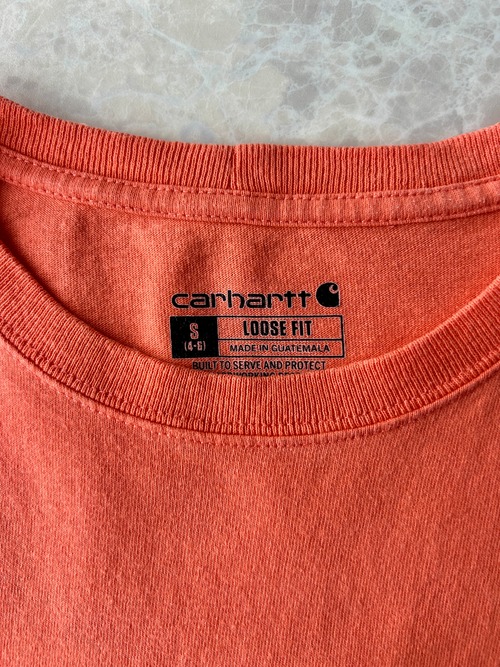 carhartt
S
(4-6)
LOOSE FIT
MADE IN GUATEMALA
BUILT TO SERVE AND PROTECT